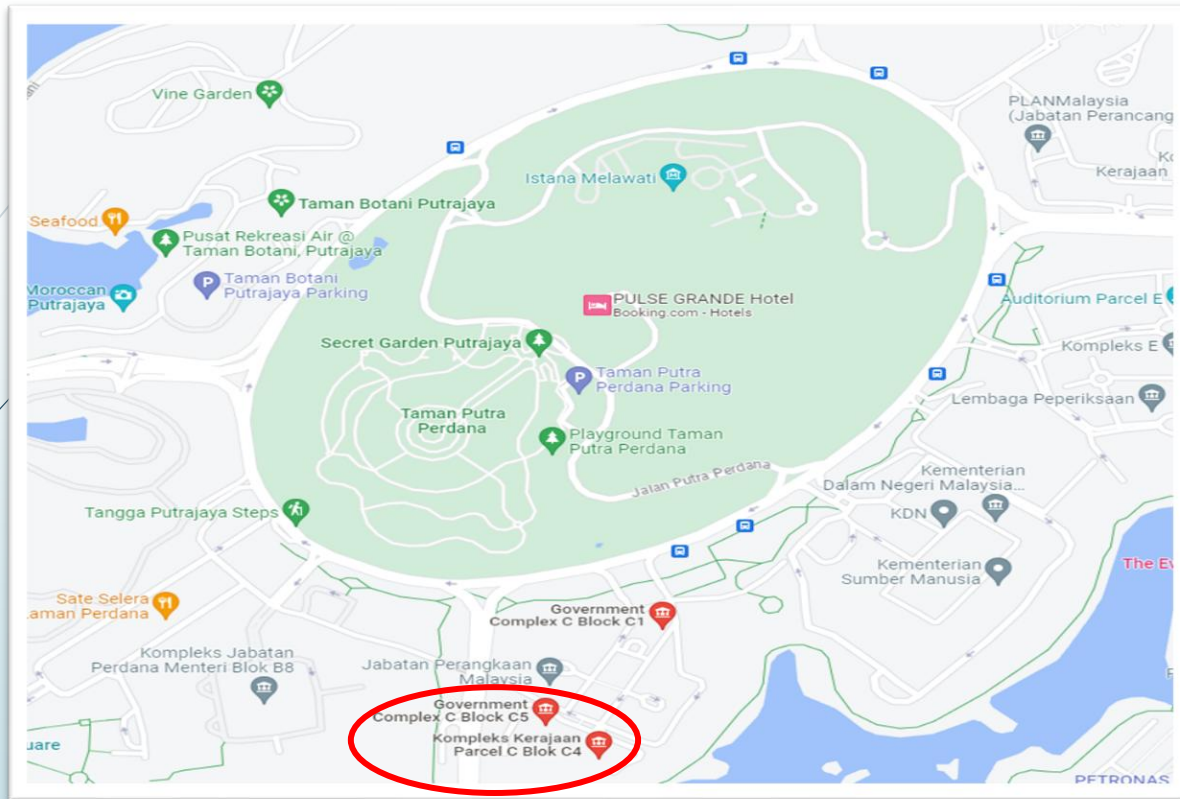 Vine Garden
PLANMalaysia
(Jabatan Perancang
Kerajaan
Istana Melawati
Taman Botani Putrajaya
Seafood
Pusat Rekreasi Air @
Taman Botani, Putrajaya
Taman Botani
Putrajaya Parking
Moroccan
Putrajaya
PULSE GRANDE Hotel
Booking.com - Hotels
Auditorium Parcel E
Secret Garden Putrajaya
Kompleks E
Taman Putra
Perdana Parking
Lembaga Peperiksaan
Taman Putra
Perdana
Playground Taman
Putra Perdana
Jalan Putra Perdana
Kementerian
Dalam Negeri Malaysia...
KDN
Tangga Putrajaya Steps
Kementerian
Sumber Manusia
The
Sate Selera
Government
Complex C Block C1
Kompleks Jabatan
Perdana Menteri Blok B8
Jabatan Perangkaan
Malaysia
Government
Complex C Block C5
Kompleks Kerajaan
Parcel C Blok C4
PETRONAS